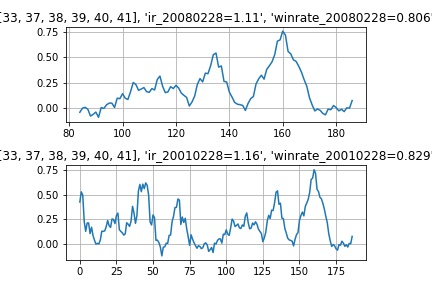 [33, 37, 38, 39, 40, 41], 'ir_20080228=1.11', 'winrate_20080228=0.806'
0.75
0.50
0.25
0.00
80 100 120 140 160 180
[33, 37, 38, 39, 40, 41], 'ir_20010228=1.16', 'winrate_20010228=0.829'
0.75
0.50
0.25
0.00
0 25 50 75 100 125 150 175